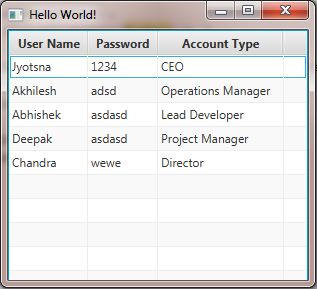 Hello World!
User Name Password Account Type
Jyotsna 1234 CEO
Akhilesh adsd Operations Manager
Abhishek asdasd Lead Developer
Deepak asdasd Project Manager
Chandra wewe Director